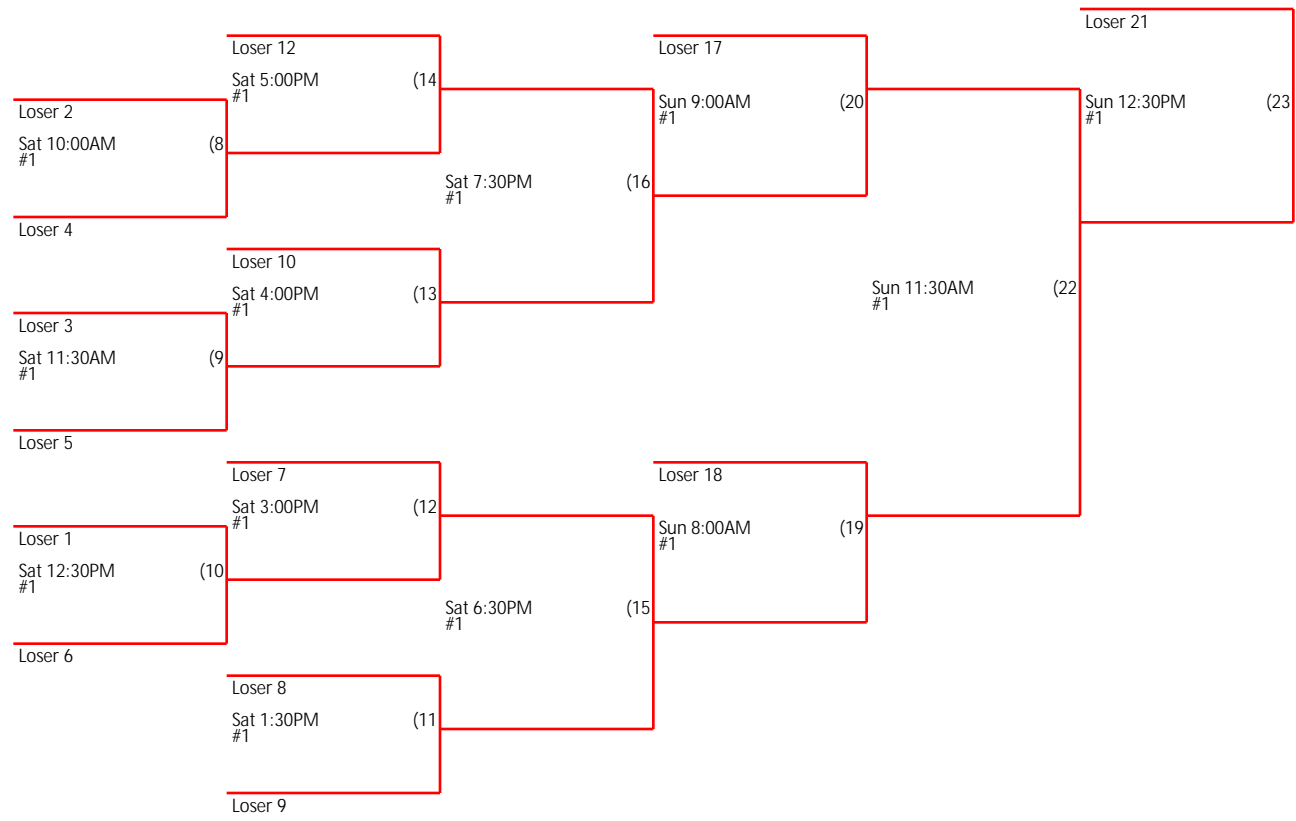 Loser 21
Loser 12
Loser 17
Sat 5:00PM
(14
#1
Sun 9:00AM
(20
#1
Sun 12:30PM
(23
#1
Loser 2
Sat 10:00AM
(8
#1
Sat 7:30PM
(16
#1
Loser 4
Loser 10
Sat 4:00PM
(13
#1
Sun 11:30AM
(22
#1
Loser 3
Sat 11:30AM
(9
#1
Loser 5
Loser 7
Loser 18
Sat 3:00PM
(12
#1
Sun 8:00AM
(19
#1
Loser 1
Sat 12:30PM
(10
#1
Sat 6:30PM
(15
#1
Loser 6
Loser 8
Sat 1:30PM
(11
#1
Loser 9